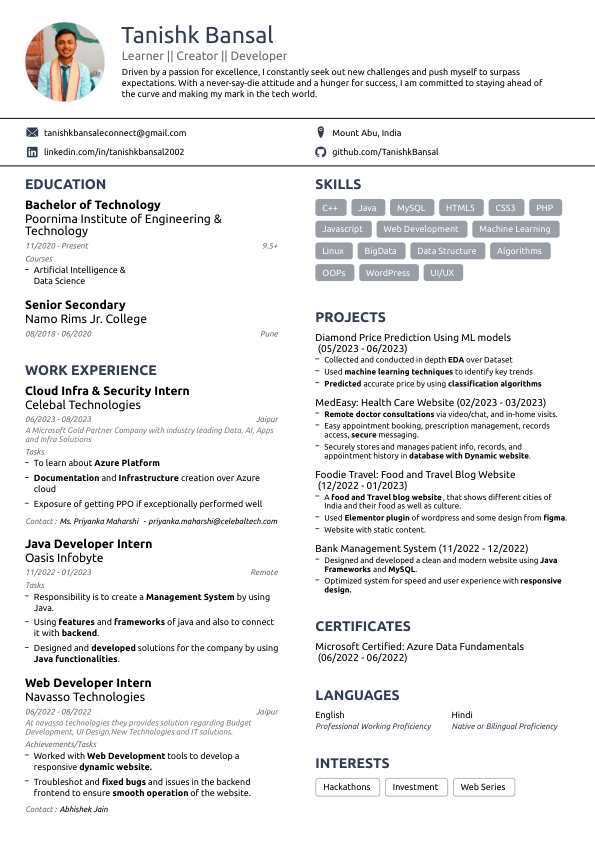 Tanishk Bansal
Learner || Creator || Developer
Driven by a passion for excellence, I constantly seek out new challenges and push myself to surpass
expectations. With a never-say-die attitude and a hunger for success, I am committed to staying ahead of
the curve and making my mark in the tech world.
tanishkbansaleconnect@gmail.com
Mount Abu, India
linkedin.com/in/tanishkbansal2002
github.com/TanishkBansal
EDUCATION
Bachelor of Technology
Poornima Institute of Engineering &
Technology
11/2020 - Present 9.5+
Courses
– Artificial Intelligence &
Data Science
Senior Secondary
Namo Rims Jr. College
08/2018 - 06/2020 Pune
WORK EXPERIENCE
Cloud Infra & Security Intern
Celebal Technologies
06/2023 - 08/2023 Jaipur
A Microsoft Gold Partner Company with industry leading Data, AI, Apps
and Infra Solutions
Tasks
– To learn about Azure Platform
– Documentation and Infrastructure creation over Azure
cloud
– Exposure of getting PPO if exceptionally performed well
Contact : Ms. Priyanka Maharshi - priyanka.maharshi@celebaltech.com
Java Developer Intern
Oasis Infobyte
11/2022 - 01/2023 Remote
Tasks
– Responsibility is to create a Management System by using
Java.
– Using features and frameworks of java and also to connect
it with backend.
– Designed and developed solutions for the company by using
Java functionalities.
Web Developer Intern
Navasso Technologies
06/2022 - 08/2022 Jaipur
At navasso technologies they provides solution regarding Budget
Development, UI Design,New Technologies and IT solutions.
Achievements/Tasks
– Worked with Web Development tools to develop a
responsive dynamic website.
– Troubleshot and fixed bugs and issues in the backend
frontend to ensure smooth operation of the website.
Contact : Abhishek Jain
SKILLS
C++ Java MySQL HTML5 CSS3 PHP
Javascript Web Development Machine Learning
Linux BigData Data Structure Algorithms
OOPs WordPress UI/UX
PROJECTS
Diamond Price Prediction Using ML models
(05/2023 - 06/2023)
– Collected and conducted in depth EDA over Dataset
– Used machine learning techniques to identify key trends
– Predicted accurate price by using classification algorithms
MedEasy: Health Care Website (02/2023 - 03/2023)
– Remote doctor consultations via video/chat, and in-home visits.
– Easy appointment booking, prescription management, records
access, secure messaging.
– Securely stores and manages patient info, records, and
appointment history in database with Dynamic website.
Foodie Travel: Food and Travel Blog Website
(12/2022 - 01/2023)
– A food and Travel blog website , that shows different cities of
India and their food as well as culture.
– Used Elementor plugin of wordpress and some design from figma.
– Website with static content.
Bank Management System (11/2022 - 12/2022)
– Designed and developed a clean and modern website using Java
Frameworks and MySQL.
– Optimized system for speed and user experience with responsive
design.
CERTIFICATES
Microsoft Certified: Azure Data Fundamentals
(06/2022 - 06/2022)
LANGUAGES
English Hindi
Professional Working Proficiency Native or Bilingual Proficiency
INTERESTS
Hackathons Investment Web Series